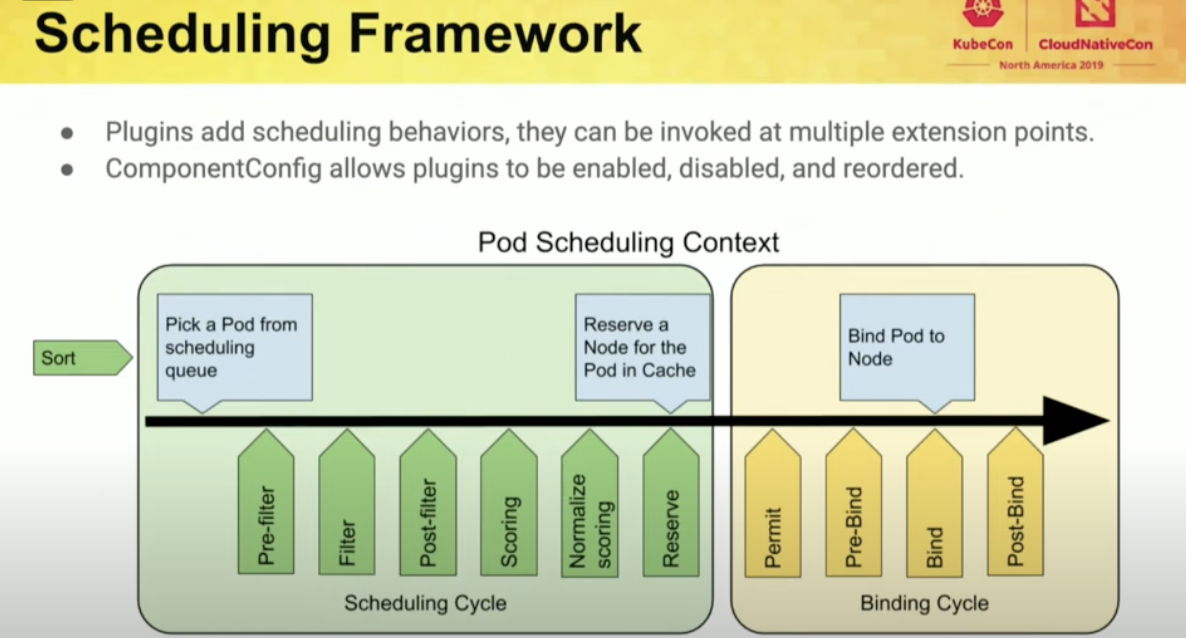 Scheduling Framework
KubeCon
CloudNativeCon
North America 2019
● Plugins add scheduling behaviors, they can be invoked at multiple extension points.
● ComponentConfig allows plugins to be enabled, disabled, and reordered.
Pod Scheduling Context
Sort
Pick a Pod from
scheduling
queue
Reserve a
Node for the
Pod in Cache
Bind Pod to
Node
Pre-filter
Filter
Post-filter
Scoring
Normalize
scoring
Reserve
Permit
Pre-Bind
Bind
Post-Bind
Scheduling Cycle
Binding Cycle